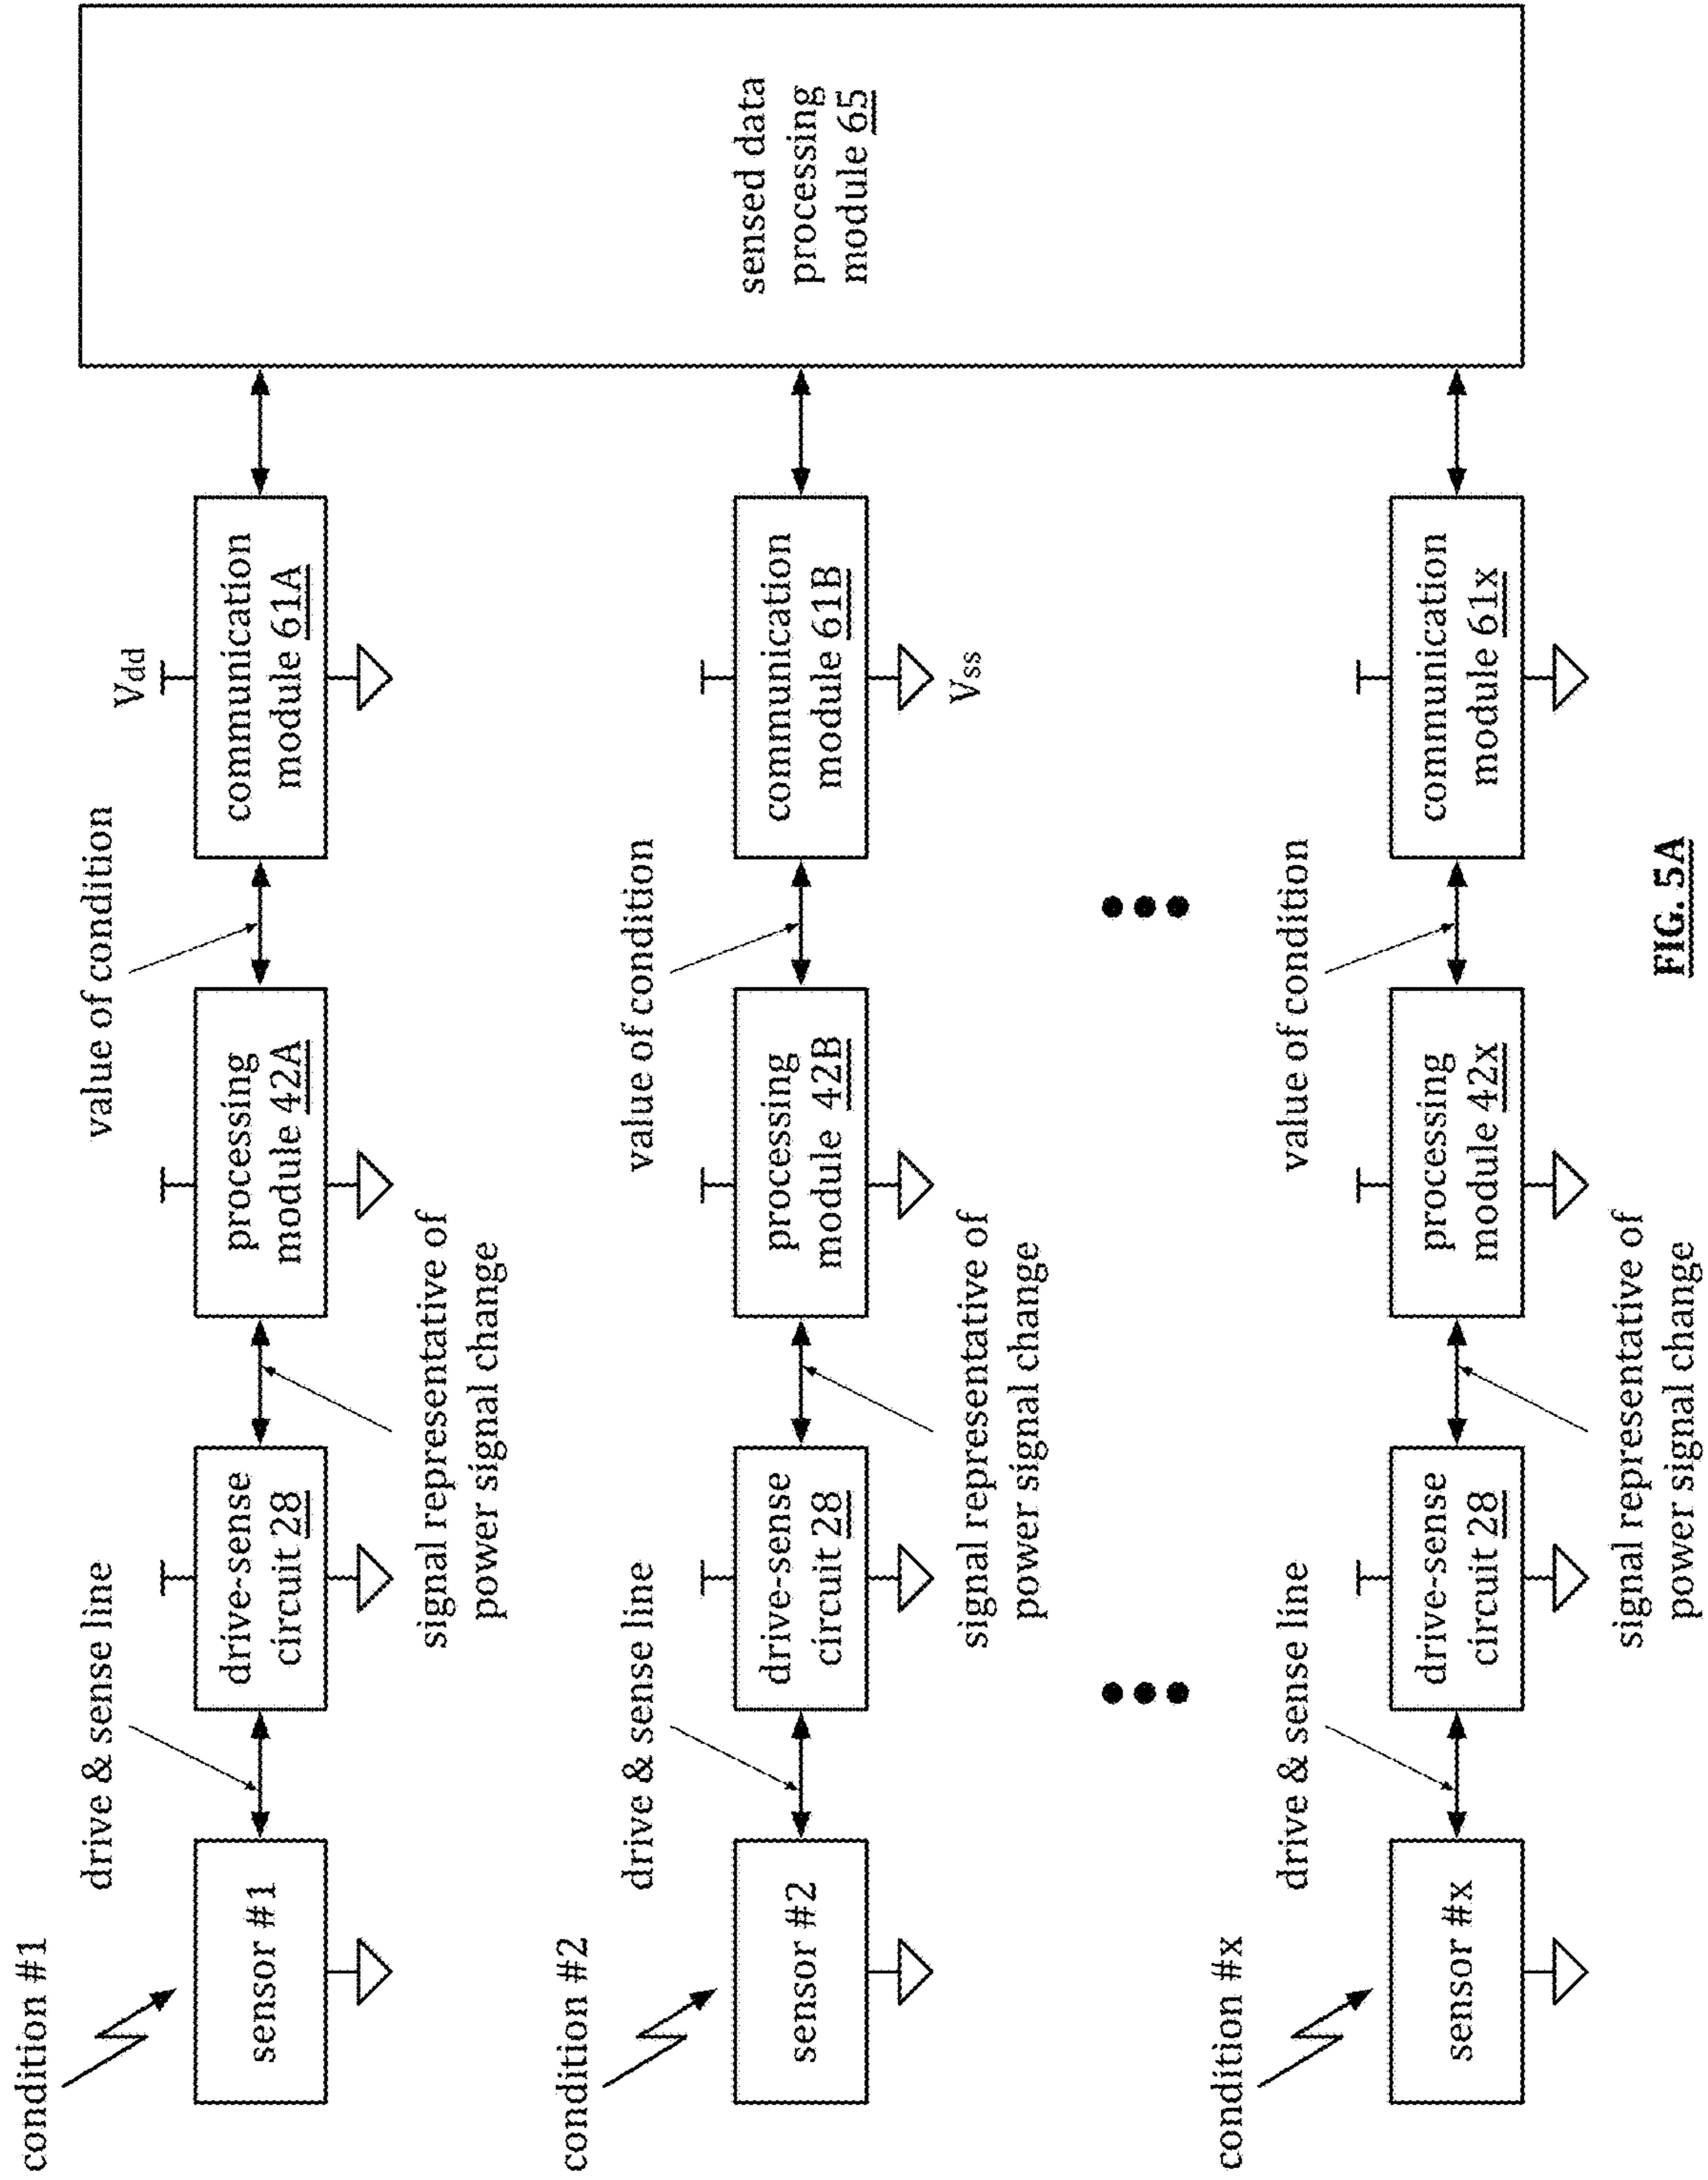 condition #1
drive & sense line
value of condition
Vdd
sensor #1
drive-sense
circuit 28
processing
module 42A
communication
module 61A
signal representative of
power signal change
condition #2
drive & sense line
value of condition
sensor #2
drive-sense
circuit 28
processing
module 42B
communication
module 61B
Vss
signal representative of
power signal change
sensed data
processing
module 65
condition #x
drive & sense line
value of condition
sensor #x
drive-sense
circuit 28
processing
module 42x
communication
module 61x
signal representative of
power signal change
FIG. 5A